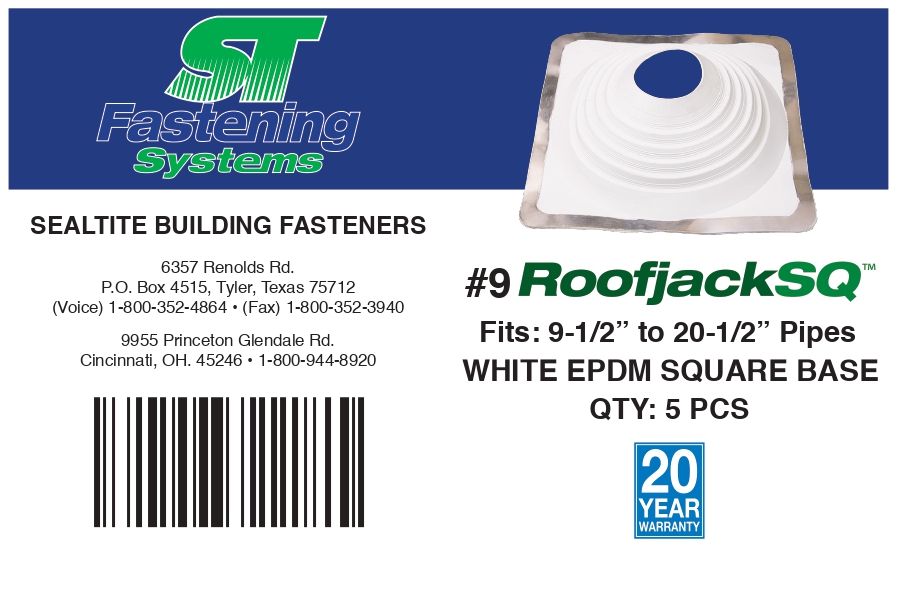 ST
Fastening
Systems
SEALTITE BUILDING FASTENERS
6357 Renolds Rd.
P.O. Box 4515, Tyler, Texas 75712
(Voice) 1-800-352-4864 • (Fax) 1-800-352-3940
9955 Princeton Glendale Rd.
Cincinnati, OH. 45246 • 1-800-944-8920
#9 RoofjackSQ™
Fits: 9-1/2” to 20-1/2” Pipes
WHITE EPDM SQUARE BASE
QTY: 5 PCS
20
YEAR
WARRANTY